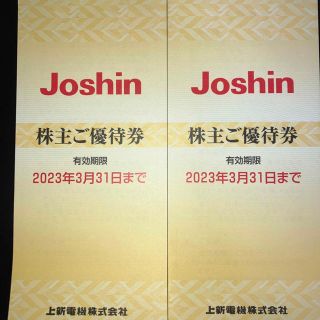 Joshin
株主ご優待券
有効期限
2023年3月31日まで
上新電機株式会社
Joshin
株主ご優待券
有効期限
2023年3月31日まで
上新電機株式会社